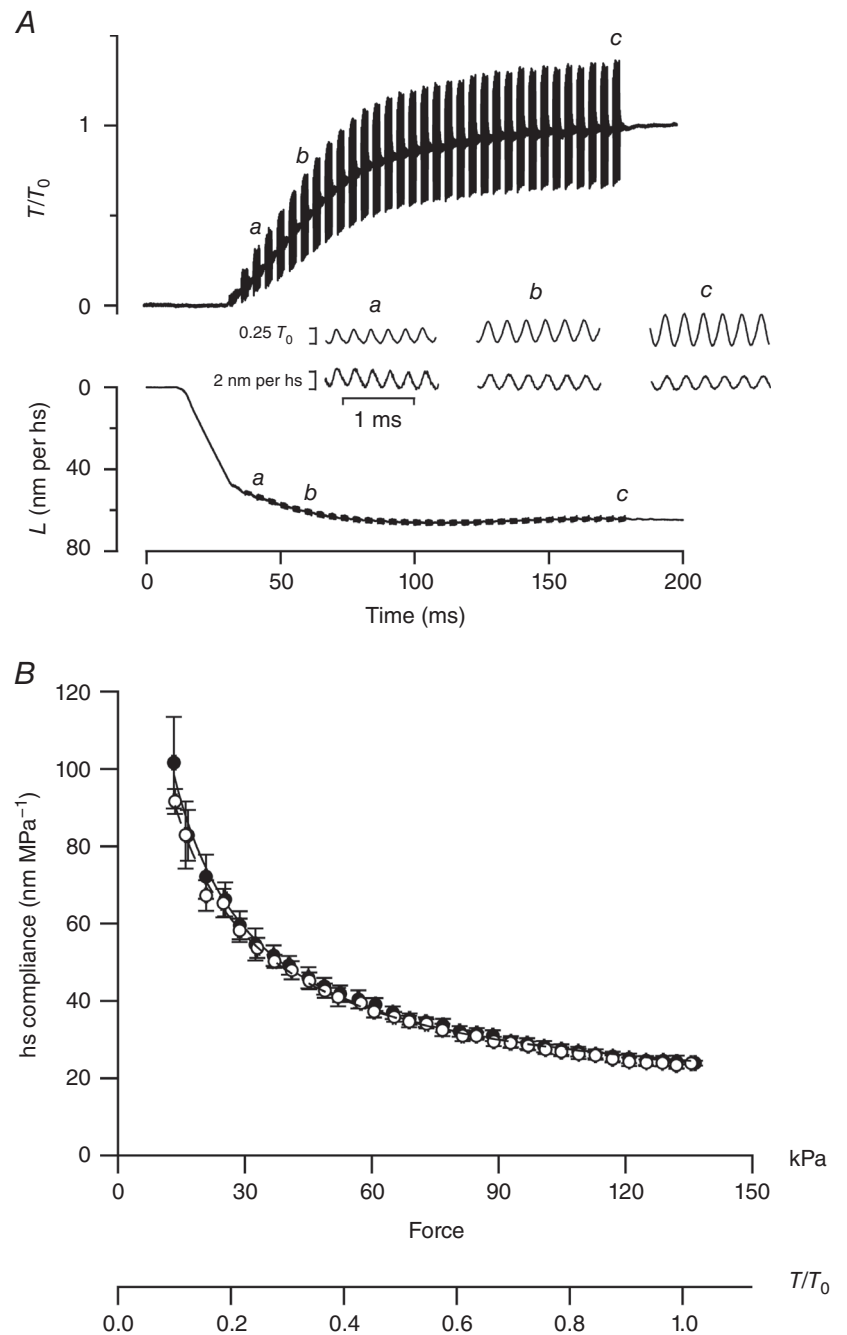 A
c
1
b
T/T0
a
0
a
b
c
0.25 T0
2 nm per hs
1 ms
0
40
80
L (nm per hs)
a
b
c
0
50
100
150
200
Time (ms)
B
120
100
80
60
40
20
0
hs compliance (nm MPa−1)
0
30
60
90
120
150
kPa
Force
T/T0
0.0
0.2
0.4
0.6
0.8
1.0